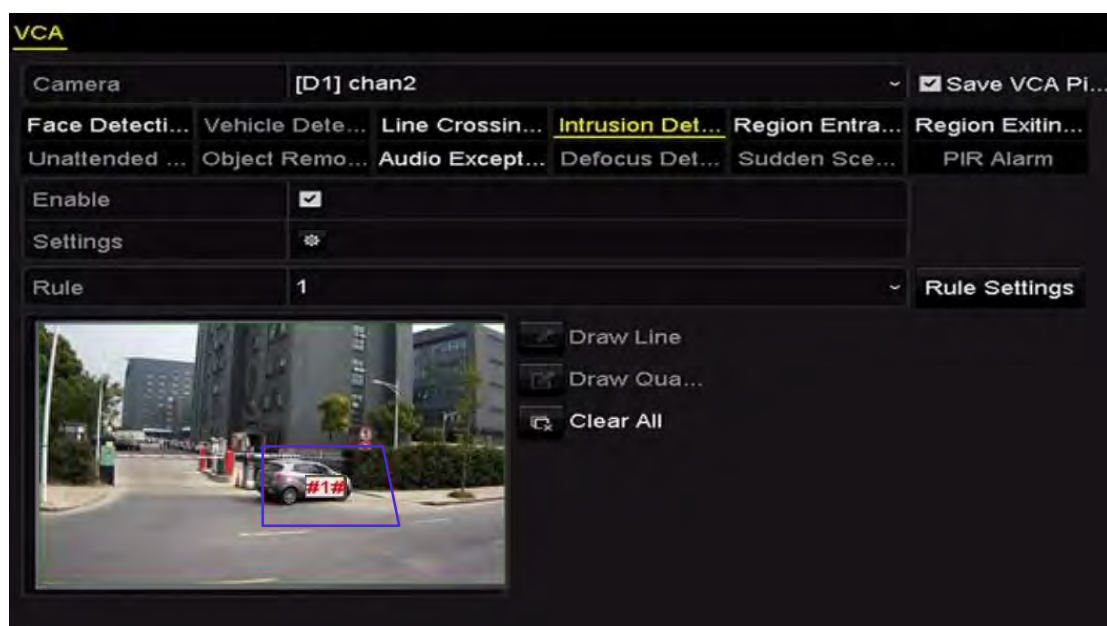 VCA
Camera [D1] chan2 Save VCA Pi...
Face Detecti... Vehicle Dete... Line Crossin... Intrusion Det... Region Entra... Region Exitin...
Unattended ... Object Remo... Audio Except... Defocus Det... Sudden Sce... PIR Alarm
Enable
Settings
Rule 1 Rule Settings
Draw Line
Draw Qua...
Clear All
#1#